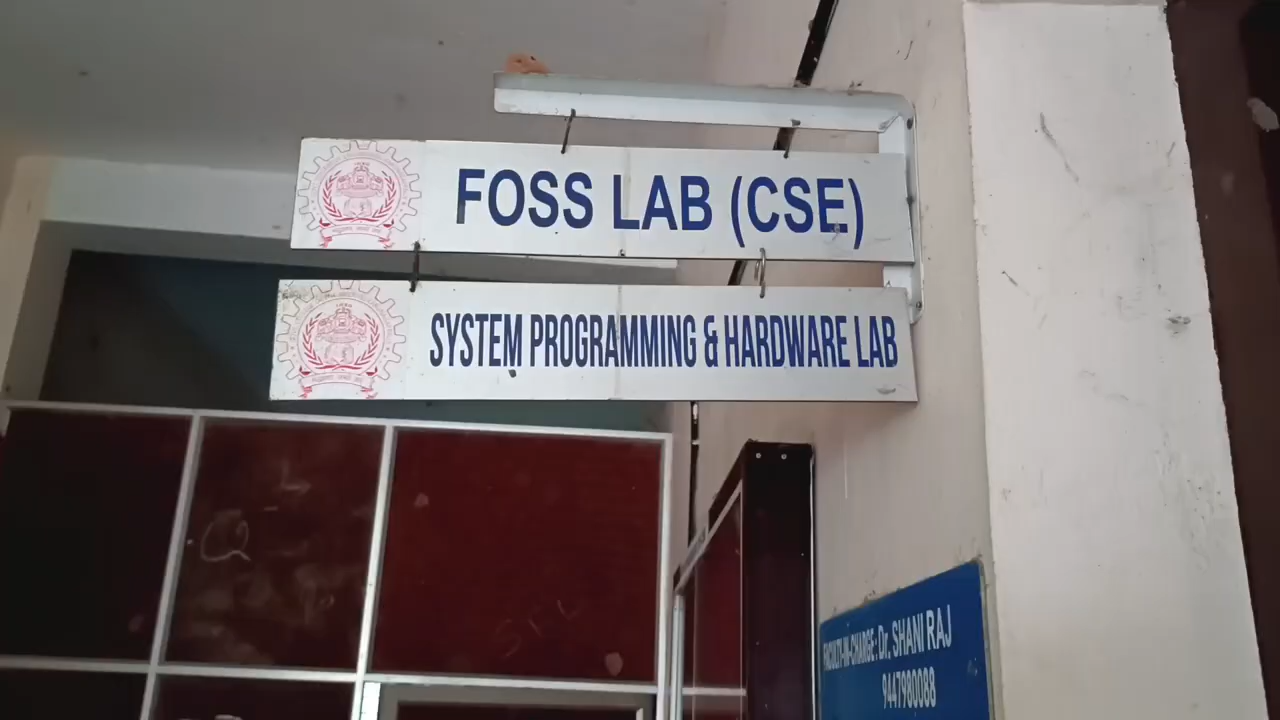 FOSS LAB (CSE)
SYSTEM PROGRAMMING & HARDWARE LAB
FACULTY-IN-CHARGE: Dr. SHANI RAJ
9447980088